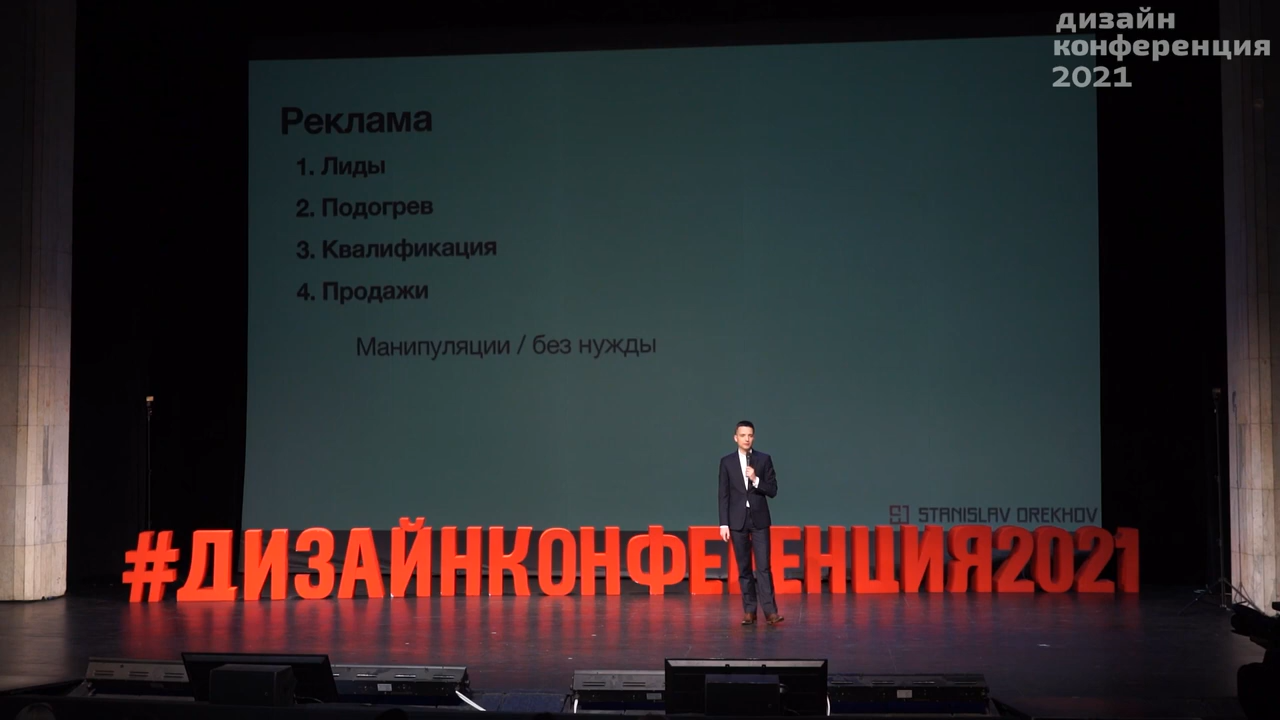 дизайн
конференция
2021
Реклама
1. Лиды
2. Подогрев
3. Квалификация
4. Продажи
Манипуляции / без нужды
STANISLAV OREKHOV
#ДИЗАЙНКОНФЕРЕНЦИЯ2021